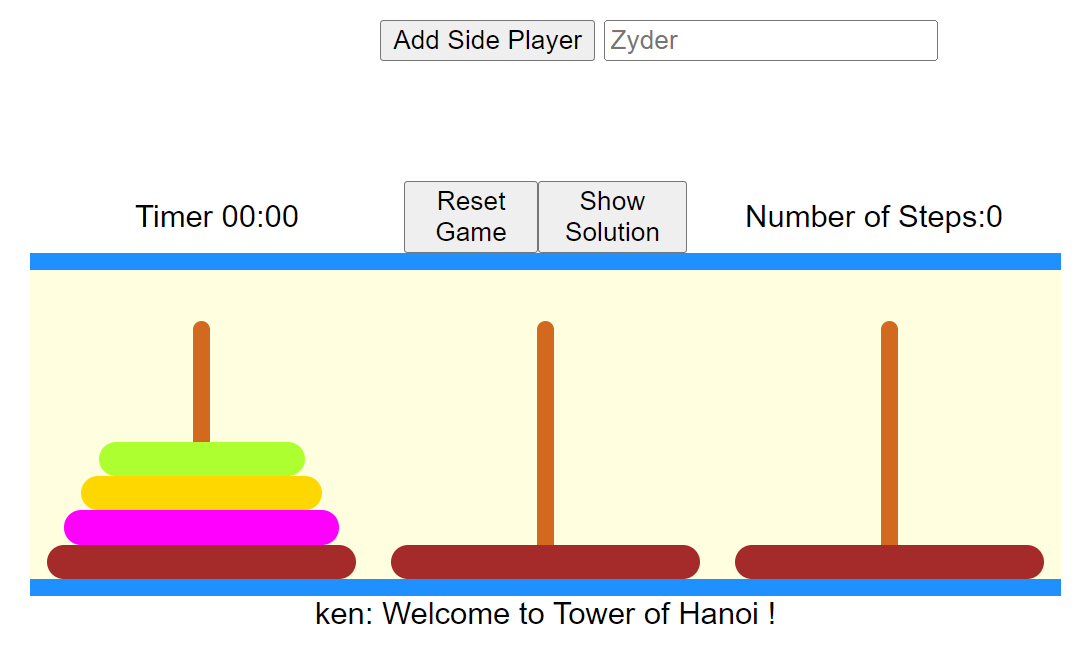 Add Side Player Zyder
Timer 00:00
Reset
Game
Show
Solution
Number of Steps:0
ken: Welcome to Tower of Hanoi !